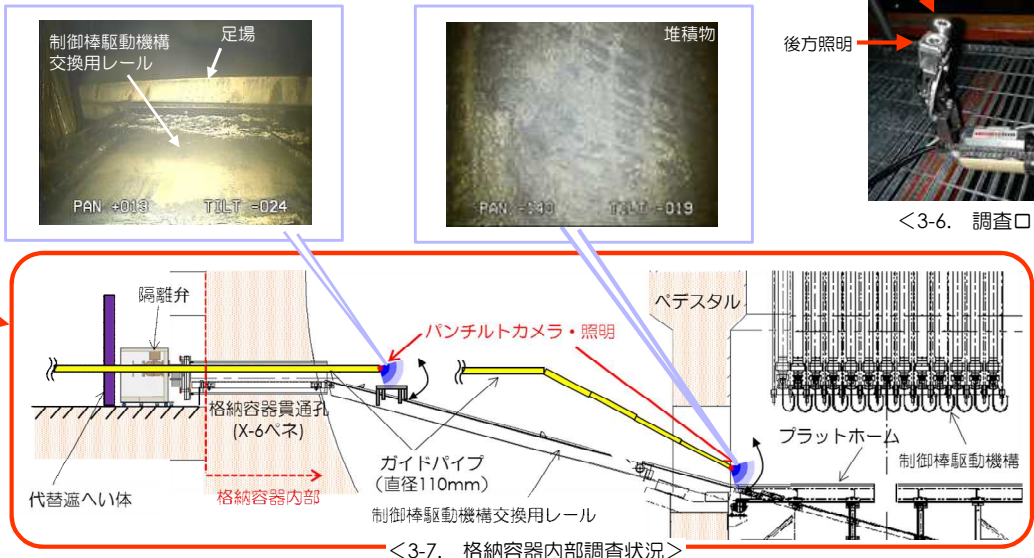 制御棒駆動機構
交換用レール
足場
PAN +013 TILT -024
堆積物
PAN -040 TILT -019
後方照明
<3-6. 調査ロ
隔離弁
ペデスタル
パンチルトカメラ・照明
格納容器貫通孔
(X-6ペネ)
ガイドパイプ
(直径110mm)
プラットホーム
制御棒駆動機構
代替遮へい体
格納容器内部
制御棒駆動機構交換用レール
<3-7. 格納容器内部調査状況>